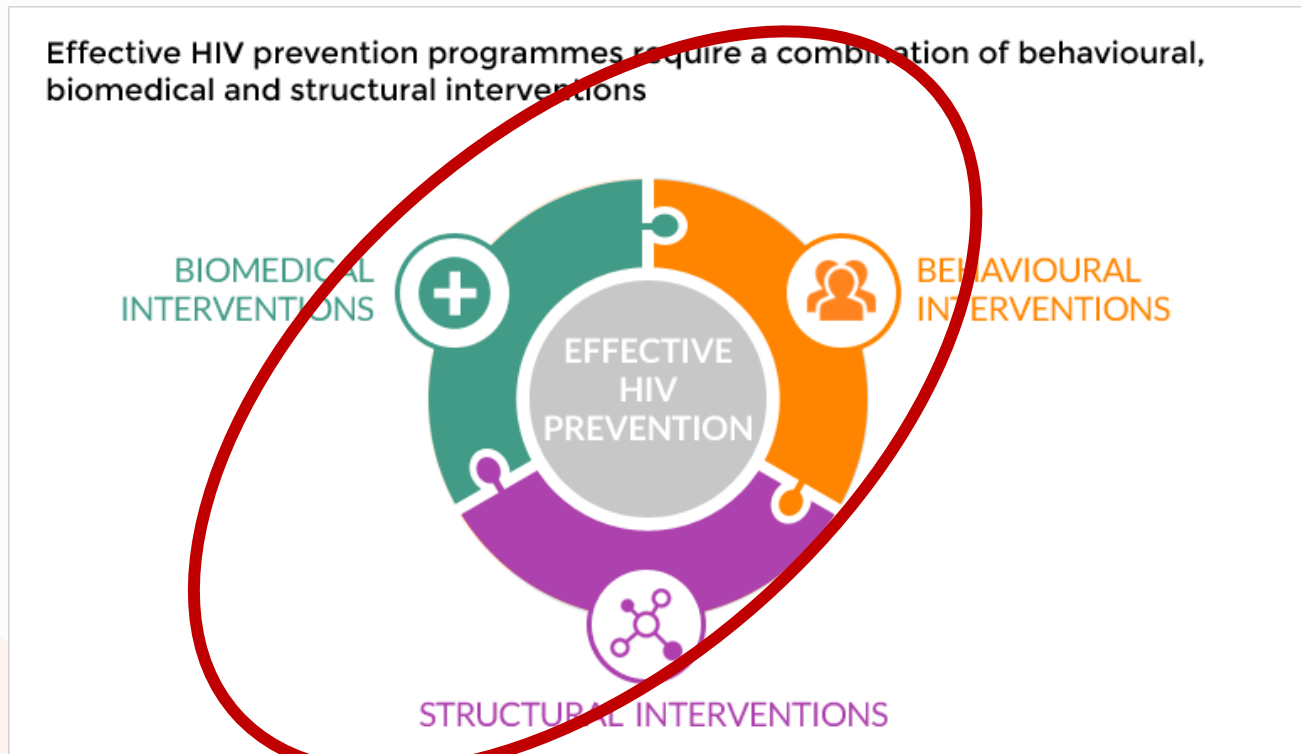 Effective HIV prevention programmes require a combination of behavioural,
biomedical and structural interventions
BIOMEDICAL
INTERVENTIONS
BEHAVIOURAL
INTERVENTIONS
EFFECTIVE
HIV
PREVENTION
STRUCTURAL INTERVENTIONS